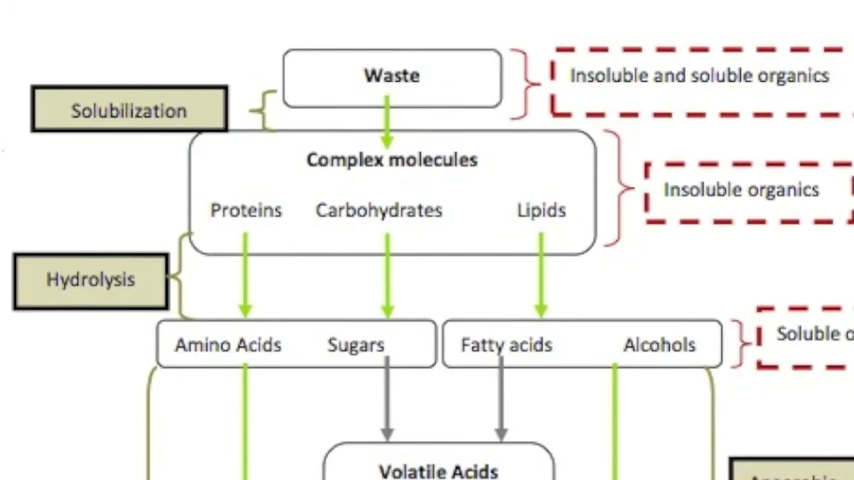 Waste
Insoluble and soluble organics
Solubilization
Complex molecules
Insoluble organics
Proteins Carbohydrates Lipids
Hydrolysis
Amino Acids Sugars Fatty acids Alcohols
Soluble
Volatile Acids